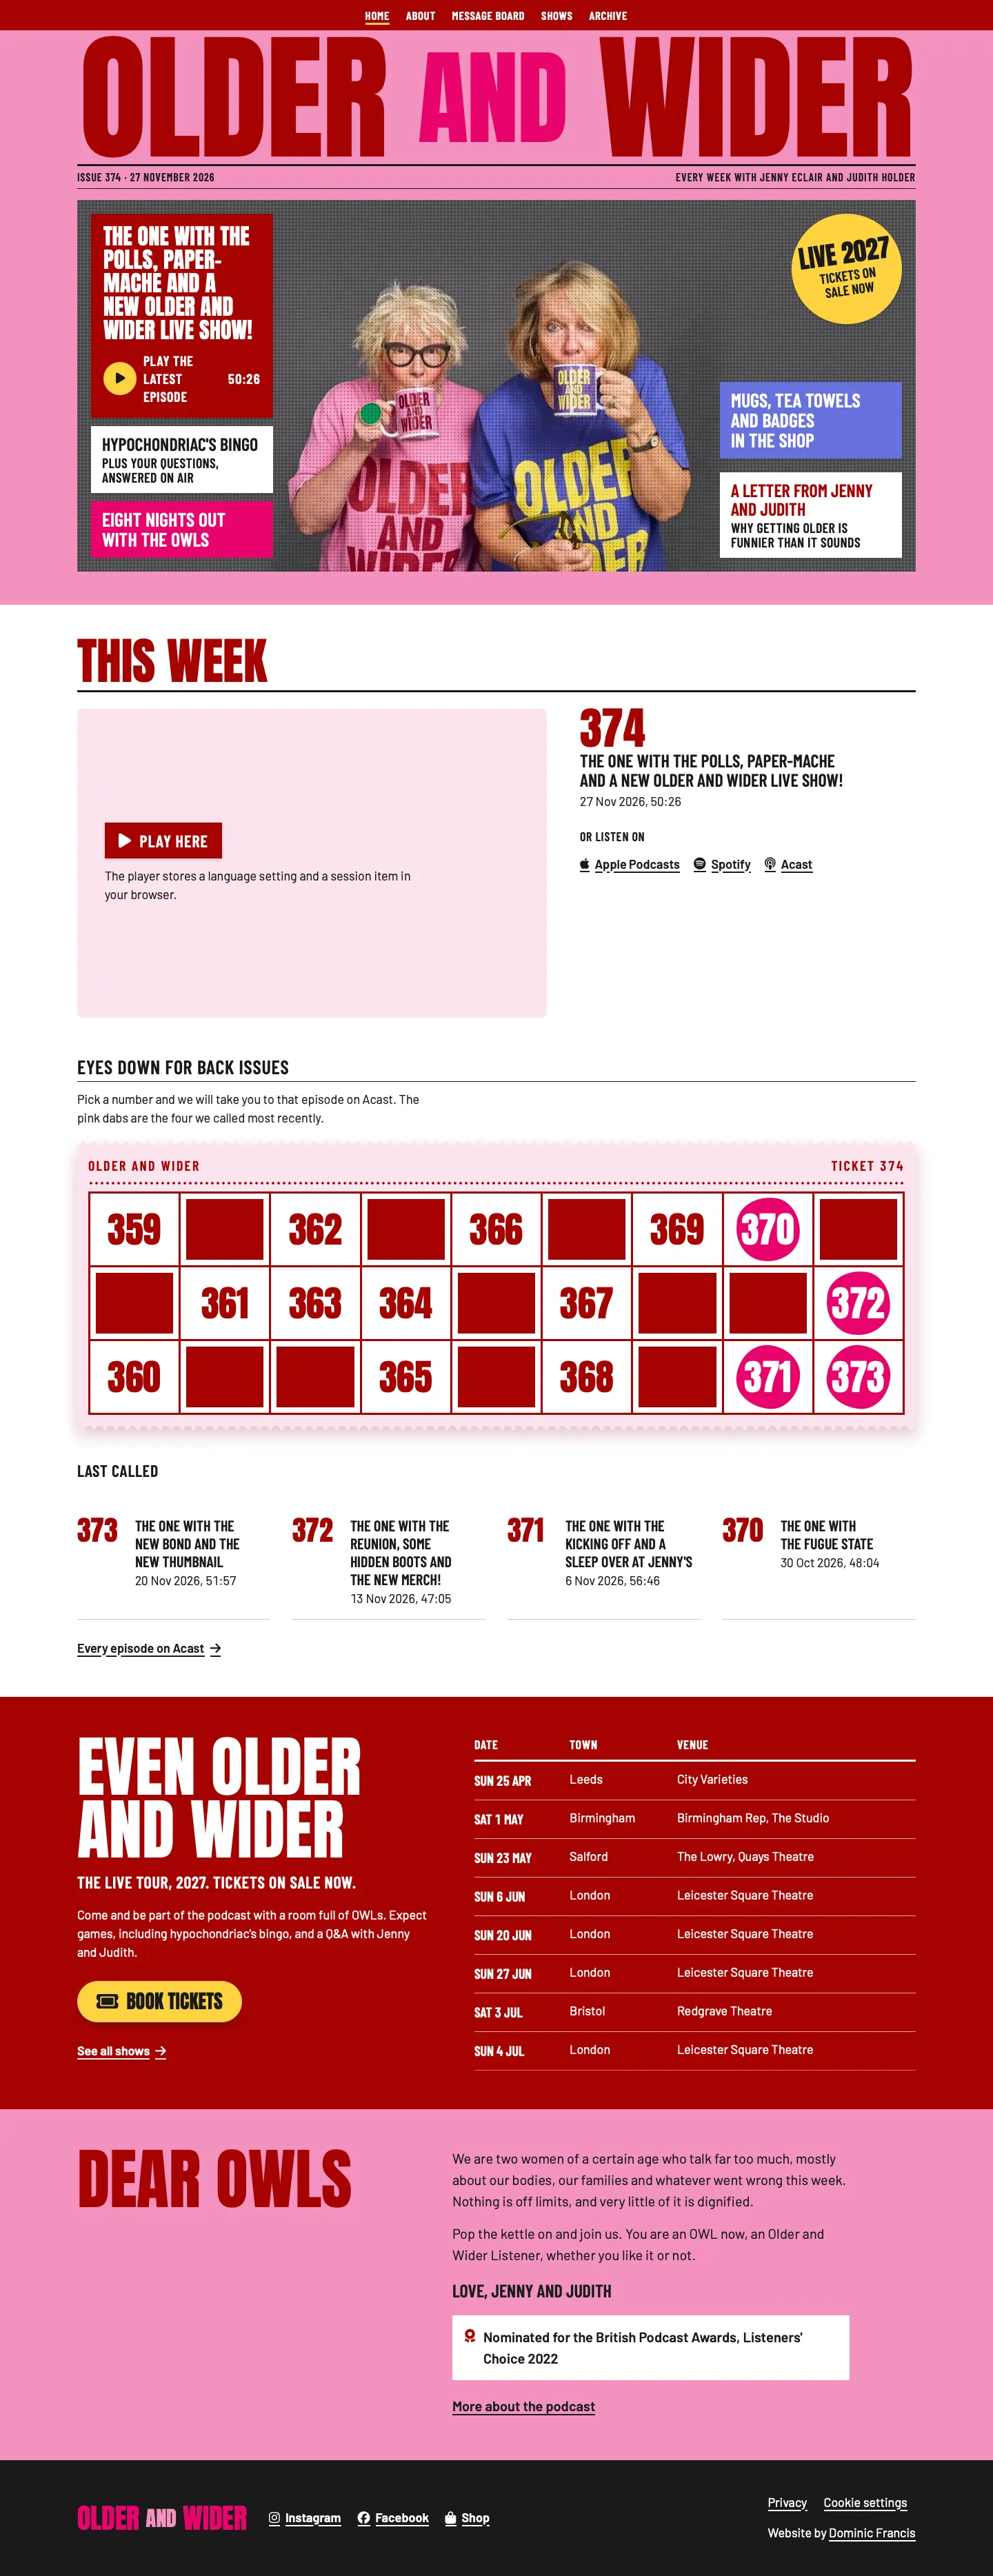 HOME ABOUT MESSAGE BOARD SHOWS ARCHIVE
OLDER AND WIDER
ISSUE 374 · 27 NOVEMBER 2026
EVERY WEEK WITH JENNY ECLAIR AND JUDITH HOLDER
THE ONE WITH THE
POLLS, PAPER-
MACHE AND A
NEW OLDER AND
WIDER LIVE SHOW!
PLAY THE
LATEST
EPISODE
50:26
HYPOCHONDRIAC'S BINGO
PLUS YOUR QUESTIONS,
ANSWERED ON AIR
EIGHT NIGHTS OUT
WITH THE OWLS
OLDER
AND
WIDER
OLDER
AND
WIDER
OLDER
AND
WIDER
OLDER
AND
WIDER
LIVE 2027
TICKETS ON
SALE NOW
MUGS, TEA TOWELS
AND BADGES
IN THE SHOP
A LETTER FROM JENNY
AND JUDITH
WHY GETTING OLDER IS
FUNNIER THAN IT SOUNDS
THIS WEEK
PLAY HERE
The player stores a language setting and a session item in
your browser.
374
THE ONE WITH THE POLLS, PAPER-MACHE
AND A NEW OLDER AND WIDER LIVE SHOW!
27 Nov 2026, 50:26
OR LISTEN ON
Apple Podcasts Spotify Acast
EYES DOWN FOR BACK ISSUES
Pick a number and we will take you to that episode on Acast. The
pink dabs are the four we called most recently.
OLDER AND WIDER
TICKET 374
359 362 366 369 370
361 363 364 367 372
360 365 368 371 373
LAST CALLED
373
THE ONE WITH THE
NEW BOND AND THE
NEW THUMBNAIL
20 Nov 2026, 51:57
372
THE ONE WITH THE
REUNION, SOME
HIDDEN BOOTS AND
THE NEW MERCH!
13 Nov 2026, 47:05
371
THE ONE WITH THE
KICKING OFF AND A
SLEEP OVER AT JENNY'S
6 Nov 2026, 56:46
370
THE ONE WITH
THE FUGUE STATE
30 Oct 2026, 48:04
Every episode on Acast
EVEN OLDER
AND WIDER
THE LIVE TOUR, 2027. TICKETS ON SALE NOW.
Come and be part of the podcast with a room full of OWLs. Expect
games, including hypochondriac's bingo, and a Q&A with Jenny
and Judith.
BOOK TICKETS
See all shows
DATE TOWN VENUE
SUN 25 APR Leeds City Varieties
SAT 1 MAY Birmingham Birmingham Rep, The Studio
SUN 23 MAY Salford The Lowry, Quays Theatre
SUN 6 JUN London Leicester Square Theatre
SUN 20 JUN London Leicester Square Theatre
SUN 27 JUN London Leicester Square Theatre
SAT 3 JUL Bristol Redgrave Theatre
SUN 4 JUL London Leicester Square Theatre
DEAR OWLS
We are two women of a certain age who talk far too much, mostly
about our bodies, our families and whatever went wrong this week.
Nothing is off limits, and very little of it is dignified.
Pop the kettle on and join us. You are an OWL now, an Older and
Wider Listener, whether you like it or not.
LOVE, JENNY AND JUDITH
Nominated for the British Podcast Awards, Listeners'
Choice 2022
More about the podcast
OLDER AND WIDER
Instagram Facebook Shop
Privacy Cookie settings
Website by Dominic Francis